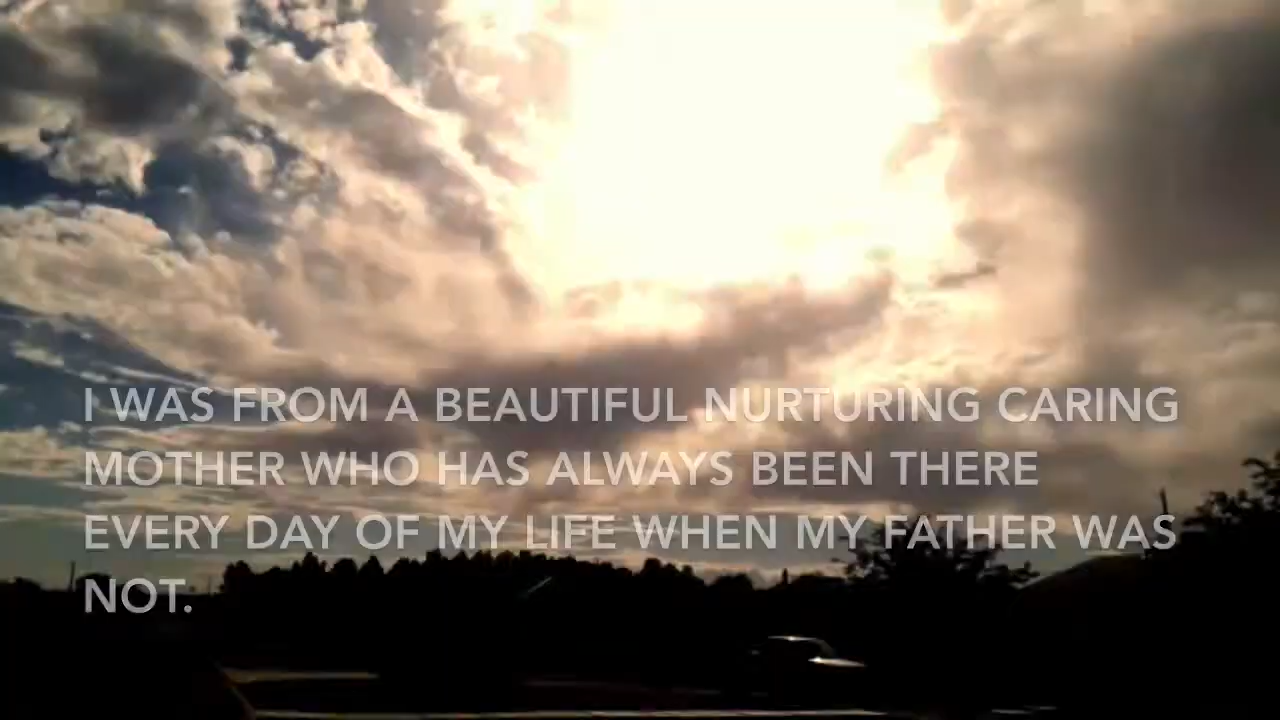 I WAS FROM A BEAUTIFUL NURTURING CARING
MOTHER WHO HAS ALWAYS BEEN THERE
EVERY DAY OF MY LIFE WHEN MY FATHER WAS
NOT.